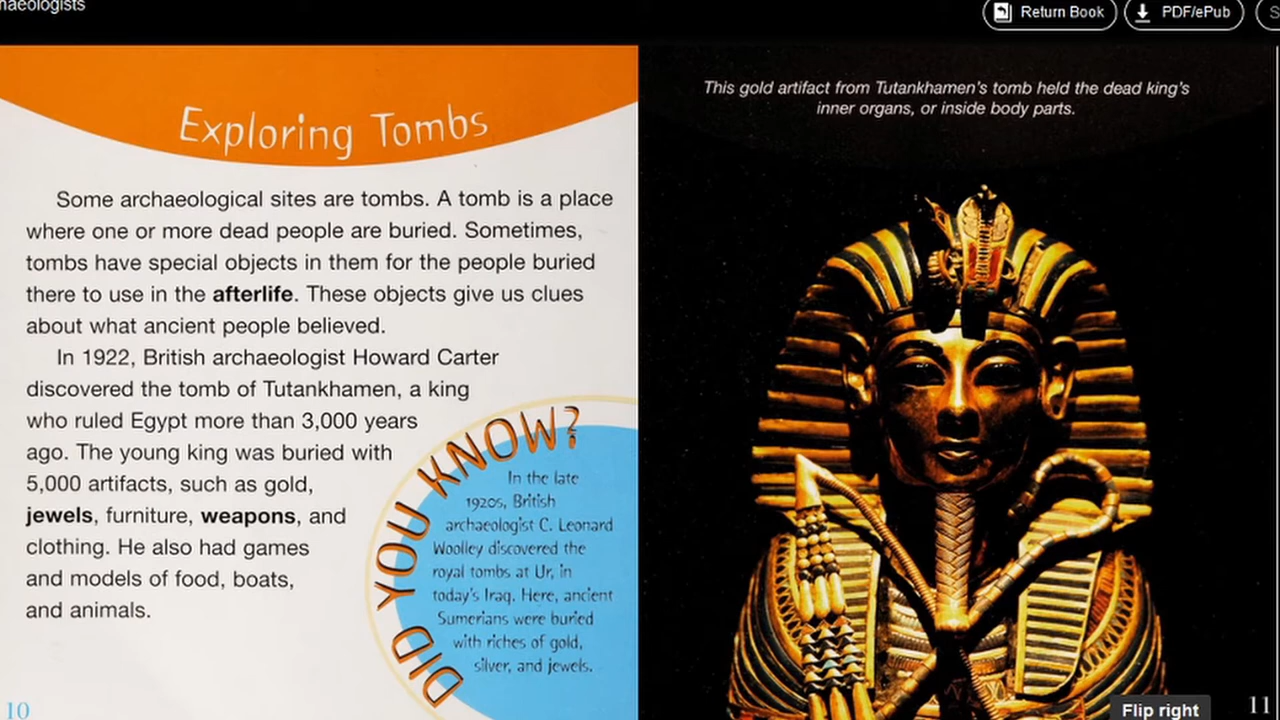 Return Book
PDF/ePub
Exploring Tombs
Some archaeological sites are tombs. A tomb is a place
where one or more dead people are buried. Sometimes,
tombs have special objects in them for the people buried
there to use in the afterlife. These objects give us clues
about what ancient people believed.
In 1922, British archaeologist Howard Carter
discovered the tomb of Tutankhamen, a king
who ruled Egypt more than 3,000 years
ago. The young king was buried with
5,000 artifacts, such as gold,
jewels, furniture, weapons, and
clothing. He also had games
and models of food, boats,
and animals.
DID YOU KNOW?
In the late
1920s, British
archaeologist C. Leonard
Woolley discovered the
royal tombs at Ur, in
today's Iraq. Here, ancient
Sumerians were buried
with riches of gold,
silver, and jewels.
10
This gold artifact from Tutankhamen's tomb held the dead king's
inner organs, or inside body parts.
Flip right
11